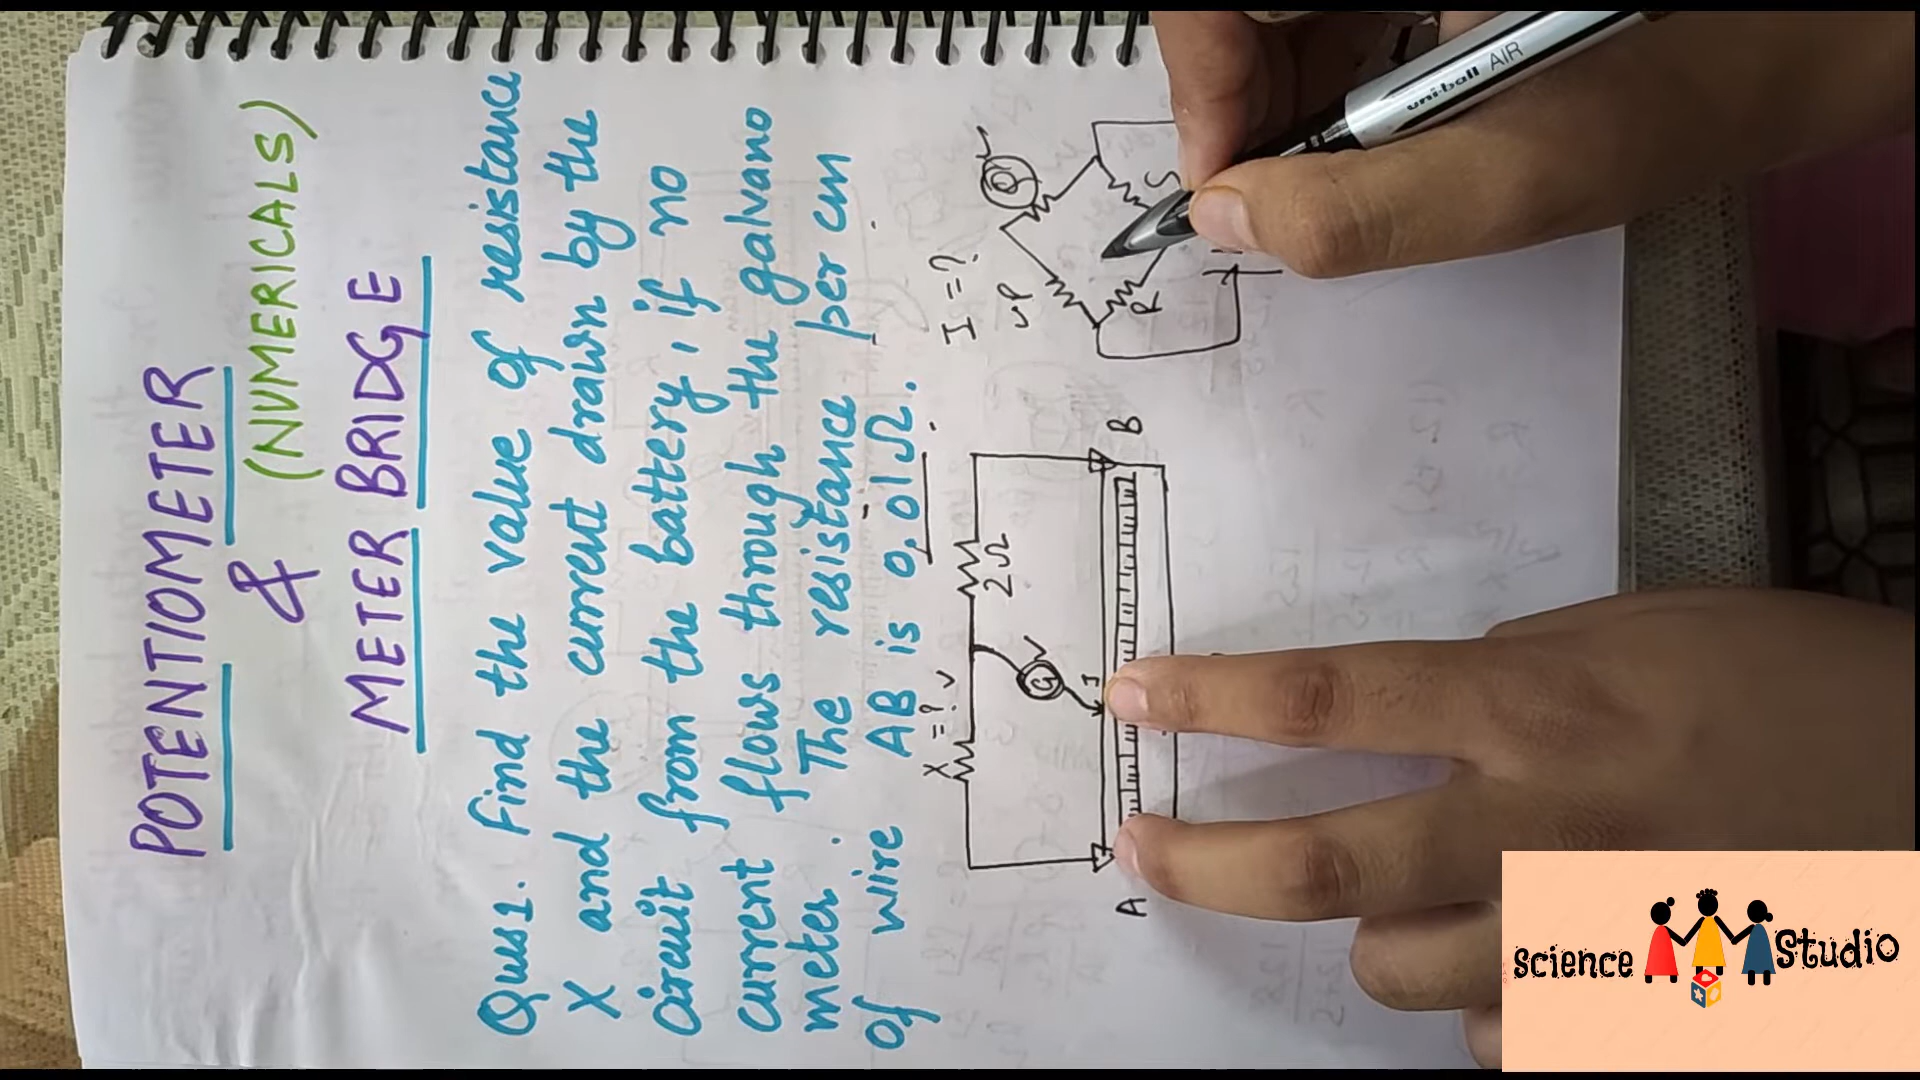 POTENTIOMETER
&
(NUMERICALS)
METER BRIDGE
Ques1. Find the value of resistance
X and the current drawn by the
circuit from the battery, if no
current flows through the galvano
meter. The resistance per cm
of wire AB is 0.01Ω.
X = ?
2Ω
G
J
A
B
I = ?
P
Q
R
S
uni-ball AIR
Science Studio